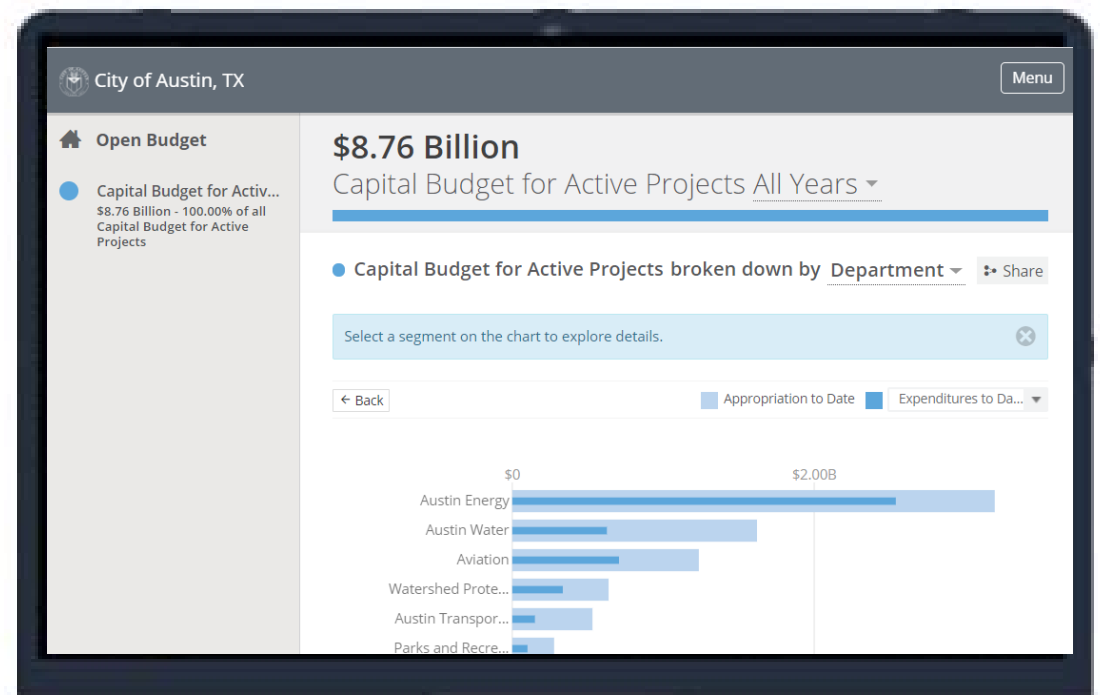 City of Austin, TX
Menu
Open Budget
Capital Budget for Activ...
$8.76 Billion - 100.00% of all
Capital Budget for Active
Projects
$8.76 Billion
Capital Budget for Active Projects All Years
Capital Budget for Active Projects broken down by Department
Share
Select a segment on the chart to explore details.
← Back
Appropriation to Date
Expenditures to Da...
$0
$2.00B
Austin Energy
Austin Water
Aviation
Watershed Prote...
Austin Transpor...
Parks and Recre...